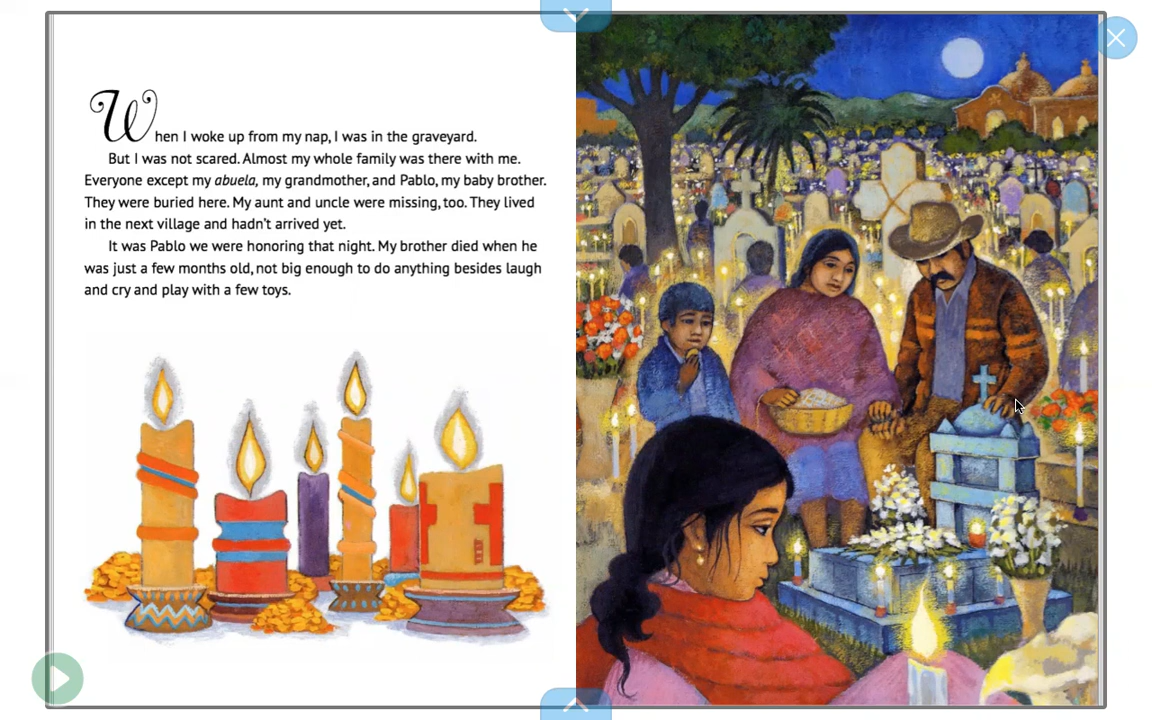 When I woke up from my nap, I was in the graveyard.
But I was not scared. Almost my whole family was there with me.
Everyone except my abuela, my grandmother, and Pablo, my baby brother.
They were buried here. My aunt and uncle were missing, too. They lived
in the next village and hadn't arrived yet.
It was Pablo we were honoring that night. My brother died when he
was just a few months old, not big enough to do anything besides laugh
and cry and play with a few toys.